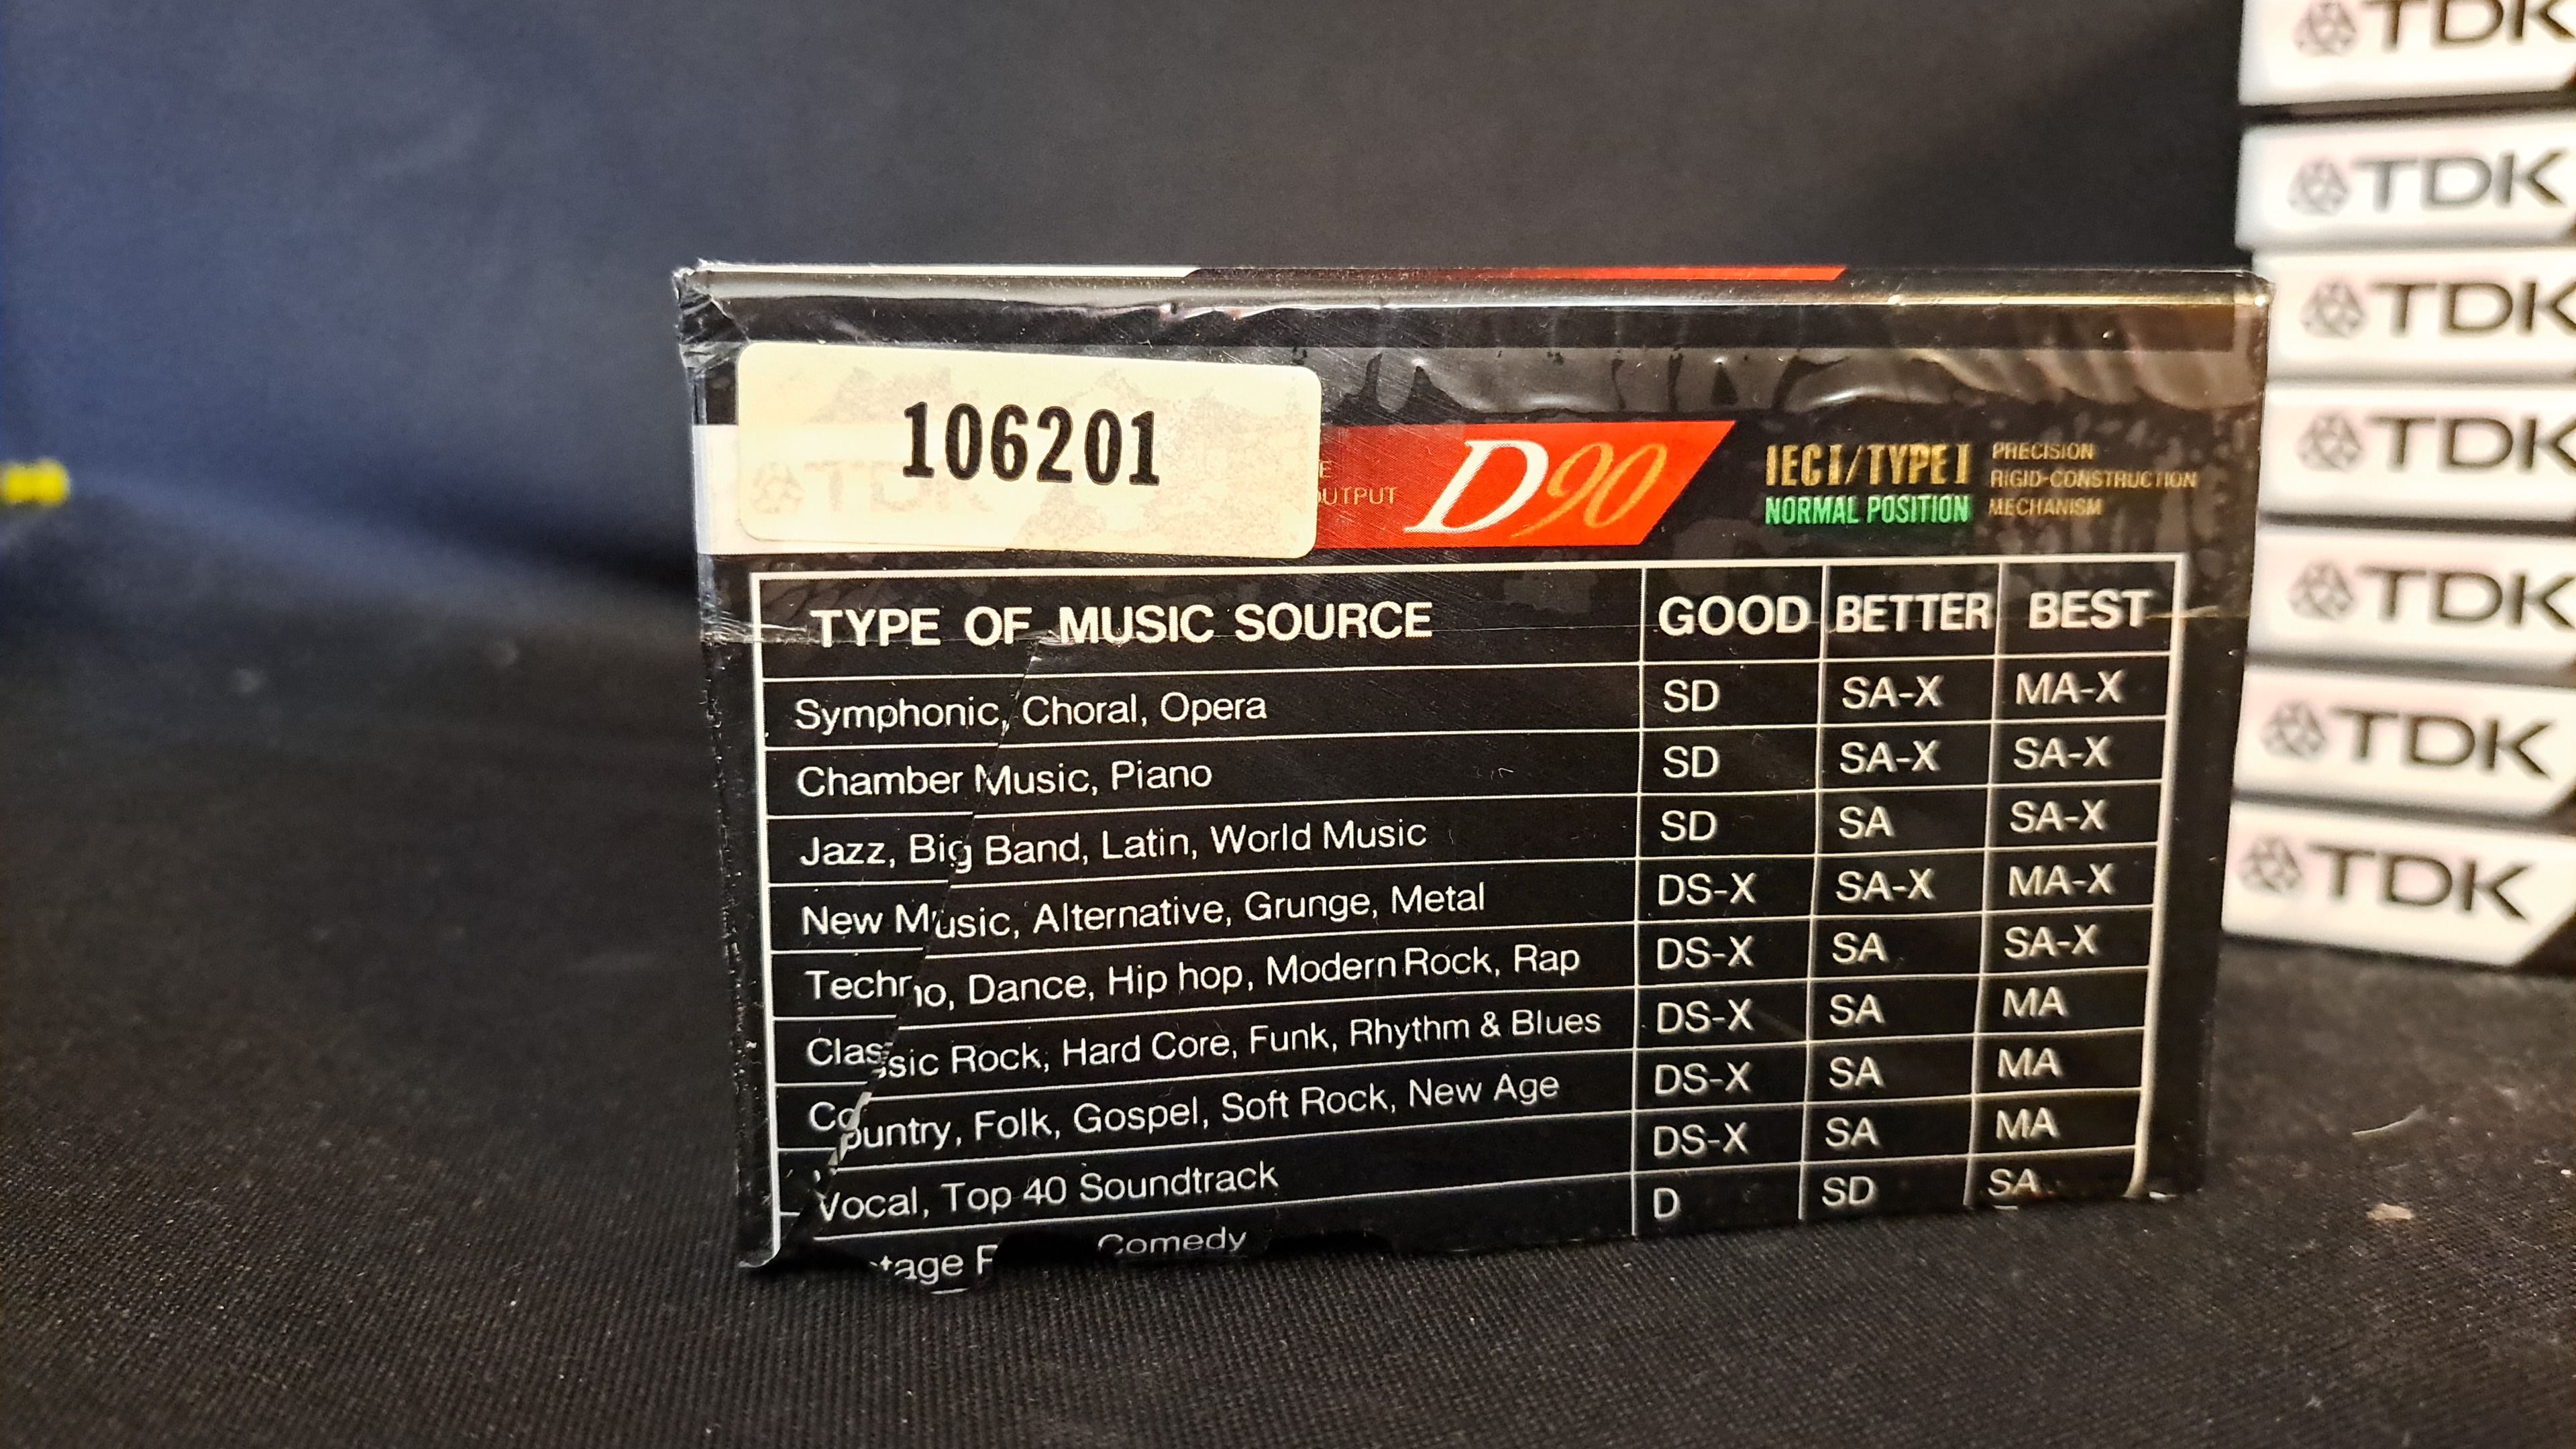 106201
TDK
E
OUTPUT
D90
IEC I/TYPE I
NORMAL POSITION
PRECISION
RIGID-CONSTRUCTION
MECHANISM
TYPE OF MUSIC SOURCE GOOD BETTER BEST
Symphonic, Choral, Opera SD SA-X MA-X
Chamber Music, Piano SD SA-X SA-X
Jazz, Big Band, Latin, World Music SD SA SA-X
New Music, Alternative, Grunge, Metal DS-X SA-X MA-X
Techno, Dance, Hip hop, Modern Rock, Rap DS-X SA SA-X
Classic Rock, Hard Core, Funk, Rhythm & Blues DS-X SA MA
Country, Folk, Gospel, Soft Rock, New Age DS-X SA MA
Vocal, Top 40 Soundtrack DS-X SA MA
Comedy D SD SA
TDK
TDK
TDK
TDK
TDK
TDK
TDK